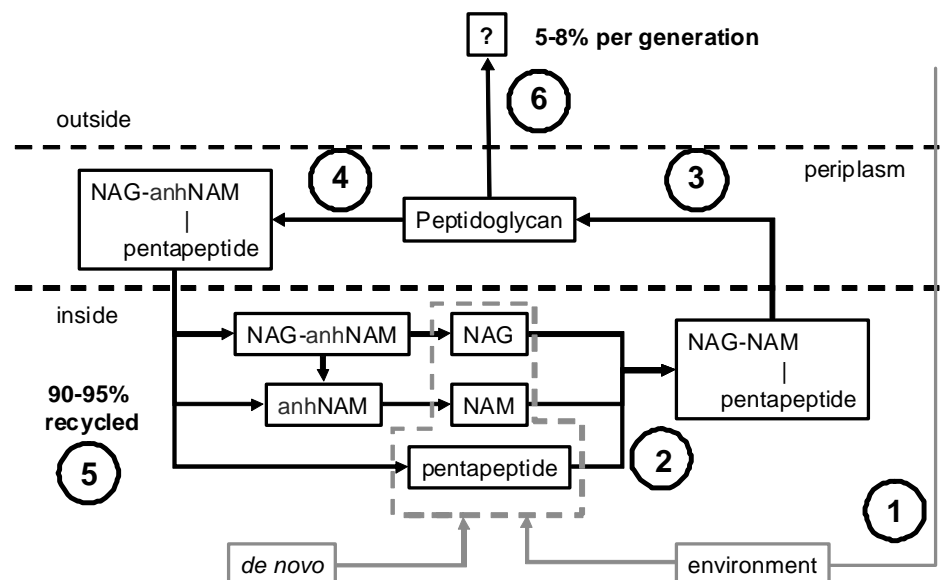 ?
5-8% per generation
6
outside
4
3
periplasm
NAG-anhNAM
|
pentapeptide
Peptidoglycan
inside
NAG-anhNAM
NAG
NAG-NAM
|
pentapeptide
90-95%
recycled
anhNAM
NAM
5
pentapeptide
2
1
de novo
environment